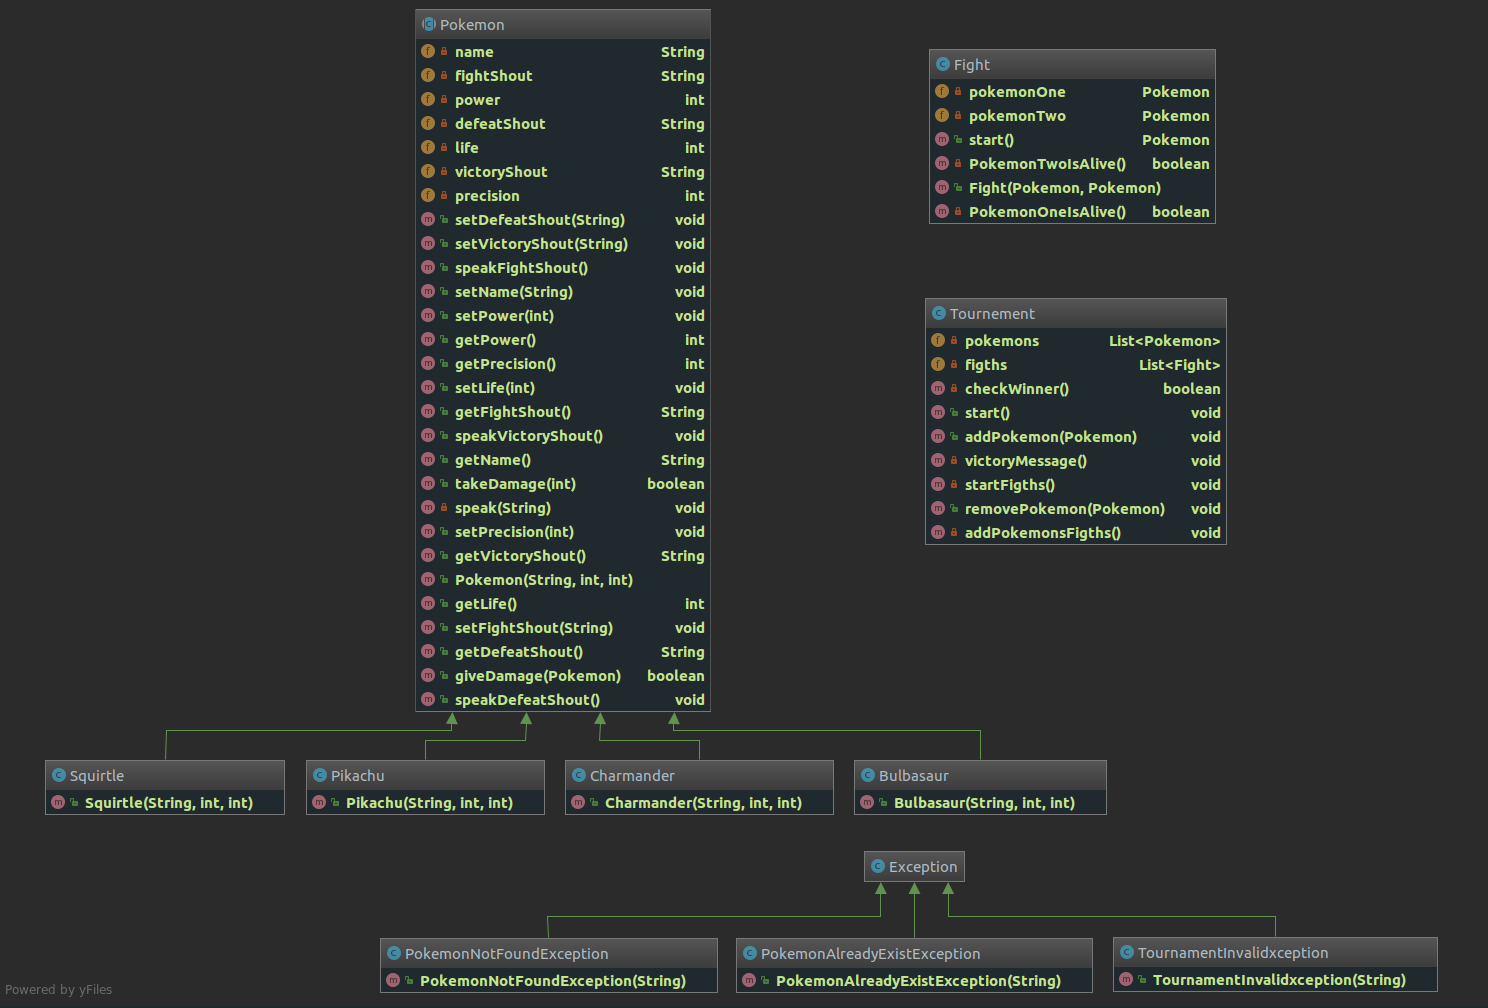 Pokemon
name String
fightShout String
power int
defeatShout String
life int
victoryShout String
precision int
setDefeatShout(String) void
setVictoryShout(String) void
speakFightShout() void
setName(String) void
setPower(int) void
getPower() int
getPrecision() int
setLife(int) void
getFightShout() String
speakVictoryShout() void
getName() String
takeDamage(int) boolean
speak(String) void
setPrecision(int) void
getVictoryShout() String
Pokemon(String, int, int)
getLife() int
setFightShout(String) void
getDefeatShout() String
giveDamage(Pokemon) boolean
speakDefeatShout() void
Fight
pokemonOne Pokemon
pokemonTwo Pokemon
start() Pokemon
PokemonTwoIsAlive() boolean
Fight(Pokemon, Pokemon)
PokemonOneIsAlive() boolean
Tournement
pokemons List<Pokemon>
figths List<Fight>
checkWinner() boolean
start() void
addPokemon(Pokemon) void
victoryMessage() void
startFigths() void
removePokemon(Pokemon) void
addPokemonsFigths() void
Squirtle
Squirtle(String, int, int)
Pikachu
Pikachu(String, int, int)
Charmander
Charmander(String, int, int)
Bulbasaur
Bulbasaur(String, int, int)
Exception
PokemonNotFoundException
PokemonNotFoundException(String)
PokemonAlreadyExistException
PokemonAlreadyExistException(String)
TournamentInvalidxception
TournamentInvalidxception(String)
Powered by yFiles